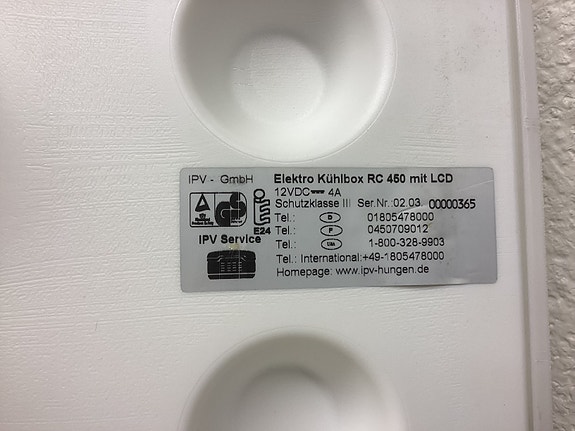 IPV - GmbH
Elektro Kühlbox RC 450 mit LCD
12VDC 4A
Schutzklasse III Ser.Nr.:02.03 00000365
GS
E24
Tel.: D 01805478000
Tel.: P 0450709012
IPV Service
Tel.: USA 1-800-328-9903
Tel.: International:+49-1805478000
Homepage: www.ipv-hungen.de